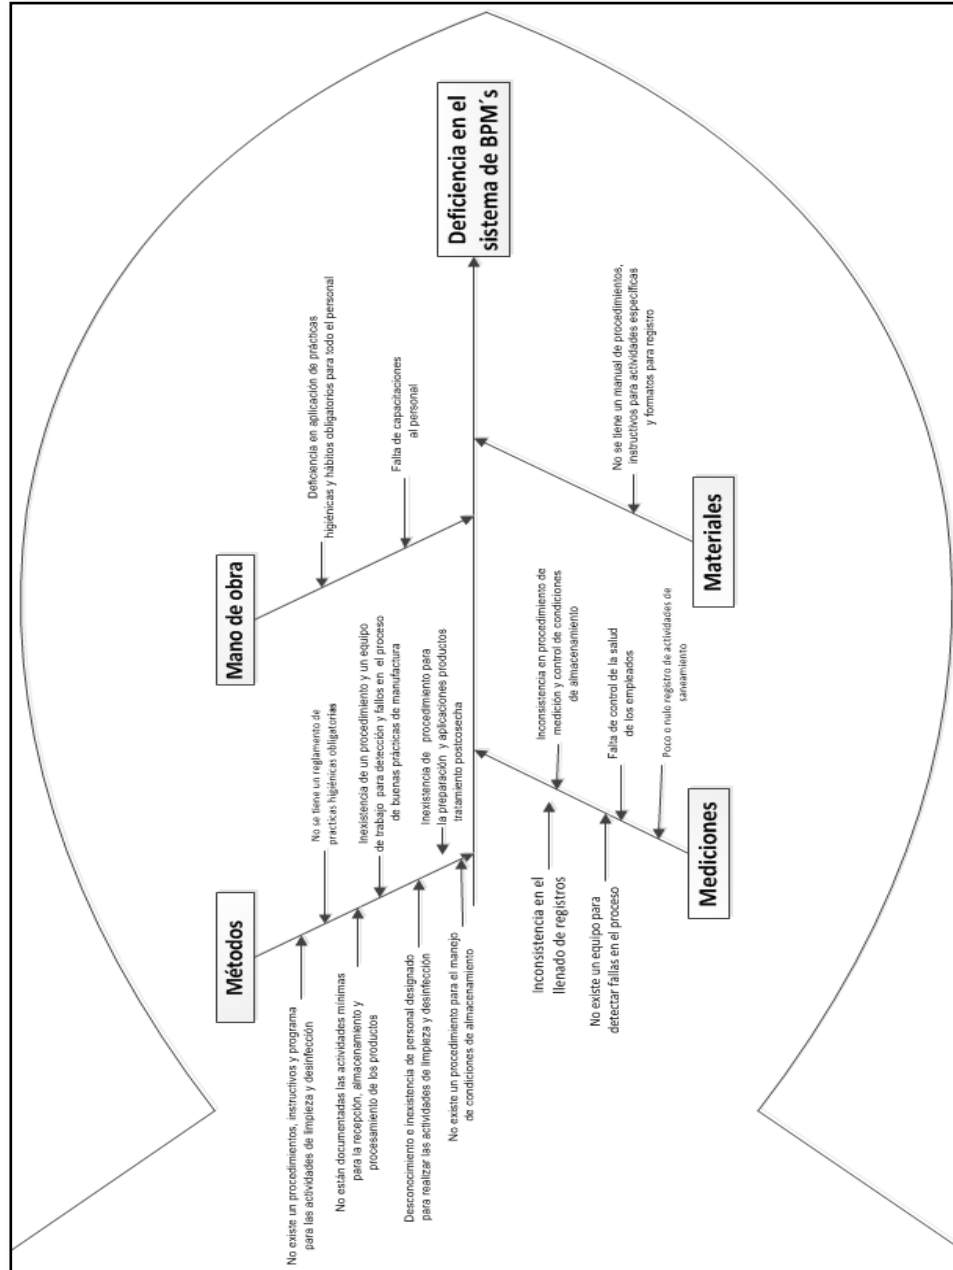 Métodos
No existe un procedimientos, instructivos y programa
para las actividades de limpieza y desinfección
No se tiene un reglamento de
practicas higiénicas obligatorias
No están documentadas las actividades mínimas
para la recepción, almacenamiento y
procesamiento de los productos
Inexistencia de un procedimiento y un equipo
de trabajo para detección y fallos en el proceso
de buenas prácticas de manufactura
Desconocimiento e inexistencia de personal designado
para realizar las actividades de limpieza y desinfección
Inexistencia de procedimiento para
la preparación y aplicaciones productos
tratamiento postcosecha
No existe un procedimiento para el manejo
de condiciones de almacenamiento
Mano de obra
Deficiencia en aplicación de prácticas
higiénicas y hábitos obligatorios para todo el personal
Falta de capacitaciones
al personal
Deficiencia en el
sistema de BPM´s
Inconsistencia en el
llenado de registros
Inconsistencia en procedimiento de
medición y control de condiciones
de almacenamiento
No existe un equipo para
detectar fallas en el proceso
Falta de control de la salud
de los empleados
Poco o nulo registro de actividades de
saneamiento
Mediciones
No se tiene un manual de procedimientos,
instructivos para actividades específicas
y formatos para registro
Materiales